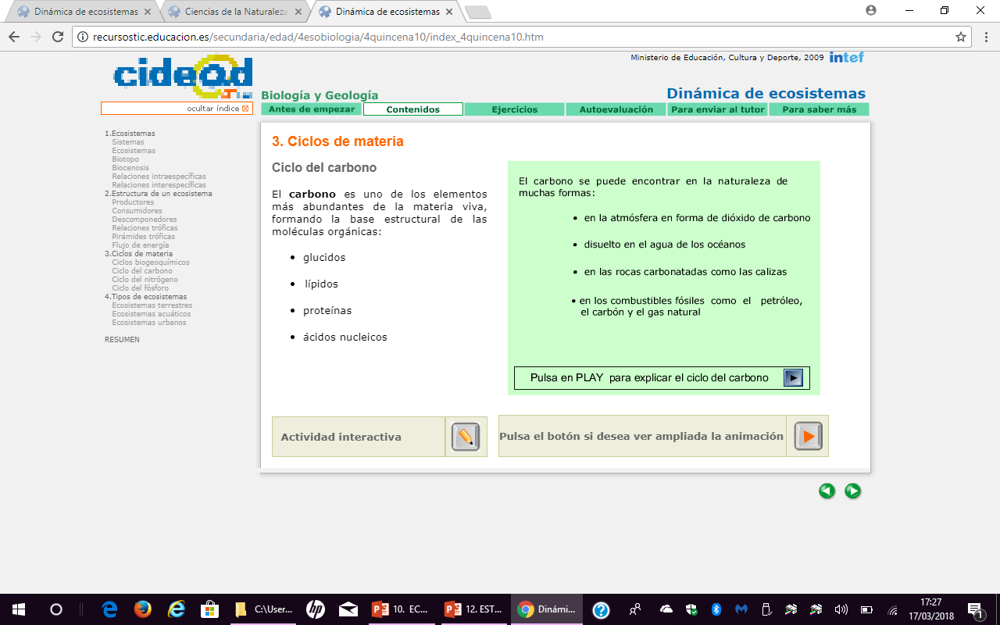 Dinámica de ecosistemas
Ciencias de la Naturaleza
Dinámica de ecosistemas
recursostic.educacion.es/secundaria/edad/4esobiologia/4quincena10/index_4quincena10.htm
cidead
Ministerio de Educación, Cultura y Deporte, 2009 intef
Biología y Geología
Dinámica de ecosistemas
ocultar índice
Antes de empezar
Contenidos
Ejercicios
Autoevaluación
Para enviar al tutor
Para saber más
1.Ecosistemas
Sistemas
Ecosistemas
Biotopo
Biocenosis
Relaciones intraespecíficas
Relaciones interespecíficas
2.Estructura de un ecosistema
Productores
Consumidores
Descomponedores
Relaciones tróficas
Pirámides tróficas
Flujo de energía
3.Ciclos de materia
Ciclos biogeoquímicos
Ciclo del carbono
Ciclo del nitrógeno
Ciclo del fósforo
4.Tipos de ecosistemas
Ecosistemas terrestres
Ecosistemas acuáticos
Ecosistemas urbanos
RESUMEN
3. Ciclos de materia
Ciclo del carbono
El carbono es uno de los elementos
más abundantes de la materia viva,
formando la base estructural de las
moléculas orgánicas:
• glucidos
• lípidos
• proteínas
• ácidos nucleicos
El carbono se puede encontrar en la naturaleza de
muchas formas:
• en la atmósfera en forma de dióxido de carbono
• disuelto en el agua de los océanos
• en las rocas carbonatadas como las calizas
• en los combustibles fósiles como el petróleo,
el carbón y el gas natural
Pulsa en PLAY para explicar el ciclo del carbono
Actividad interactiva
Pulsa el botón si desea ver ampliada la animación
C:\User...
hp
10. EC...
12. EST...
Dinámi...
17:27
17/03/2018
1